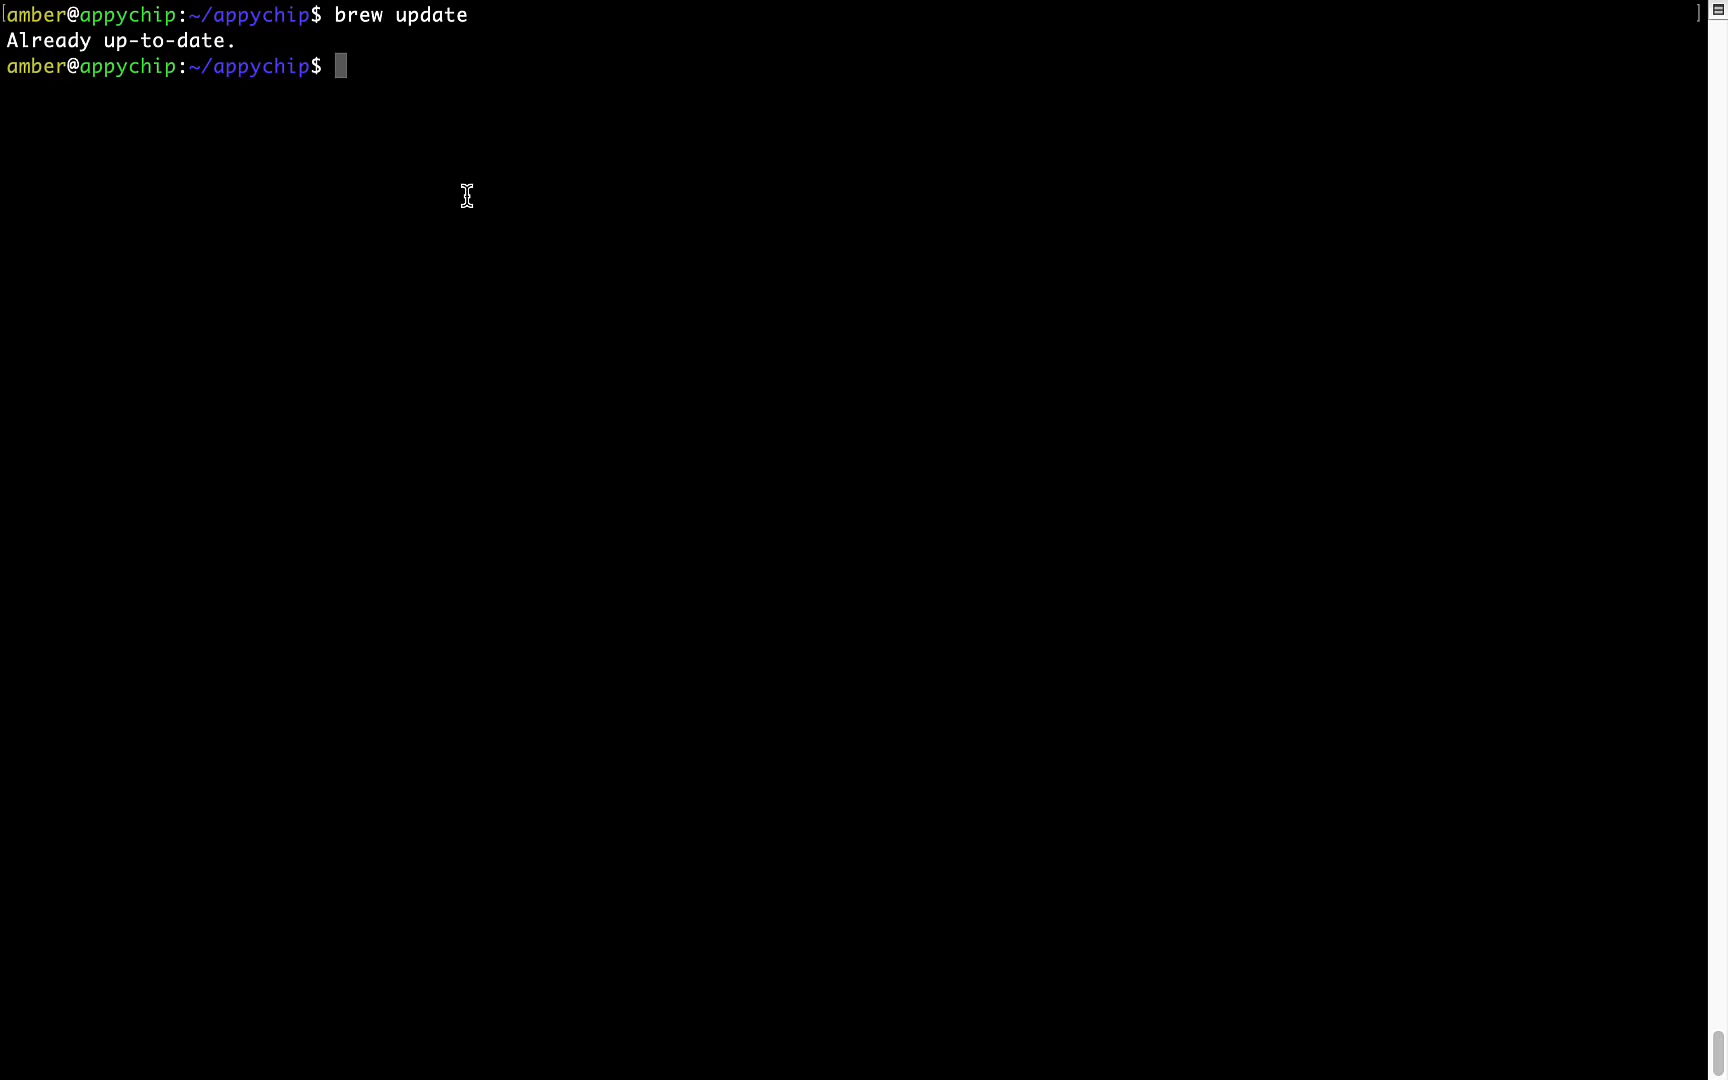 [amber@appychip:~/appychip$ brew update ]
Already up-to-date.
amber@appychip:~/appychip$